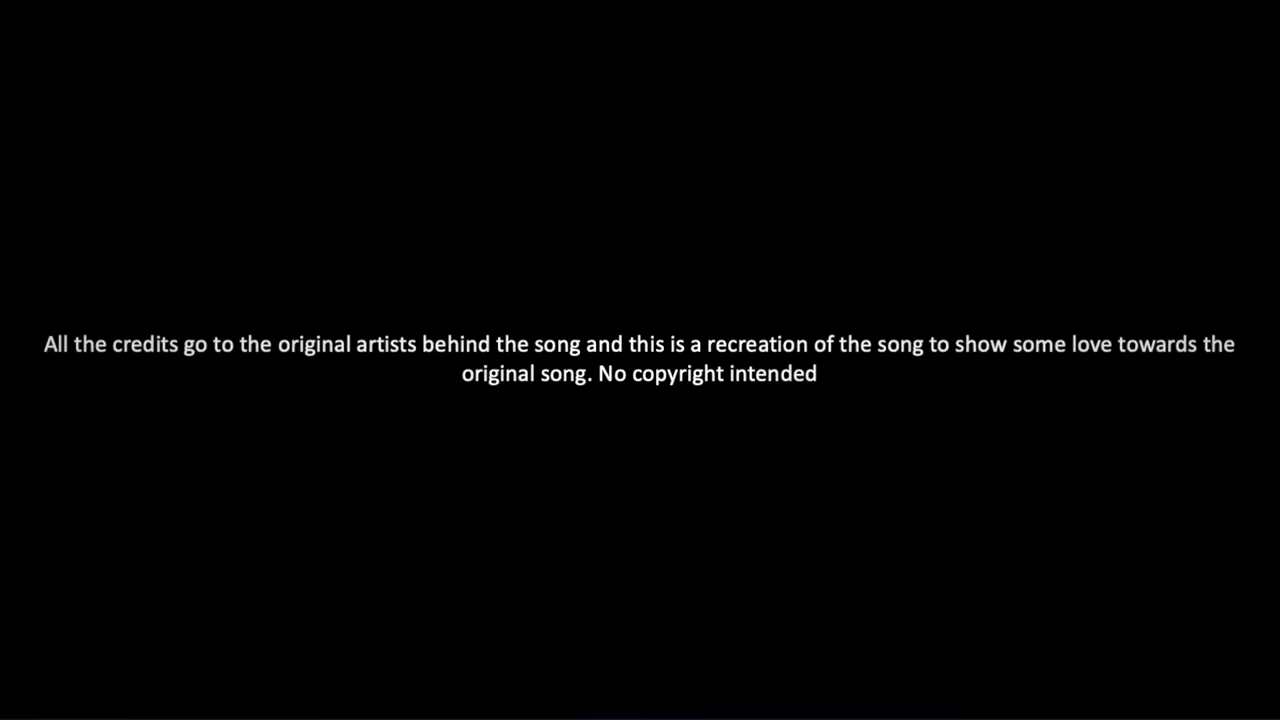 All the credits go to the original artists behind the song and this is a recreation of the song to show some love towards the
original song. No copyright intended